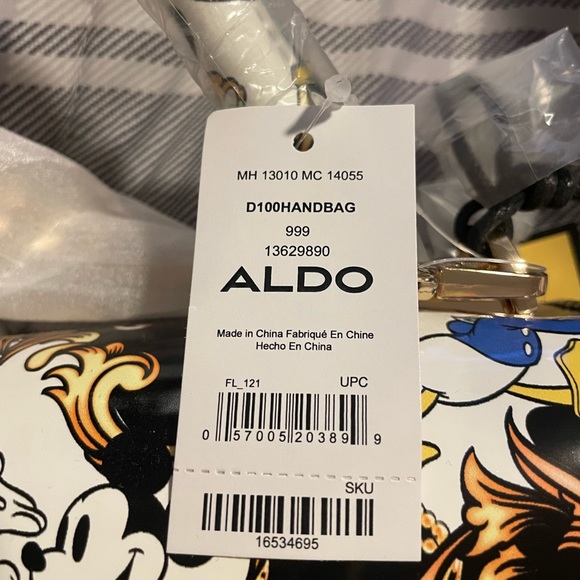 MH 13010 MC 14055
D100HANDBAG
999
13629890
ALDO
Made in China Fabriqué En Chine
Hecho En China
FL_121 UPC
0 57005 20389 9
SKU
16534695